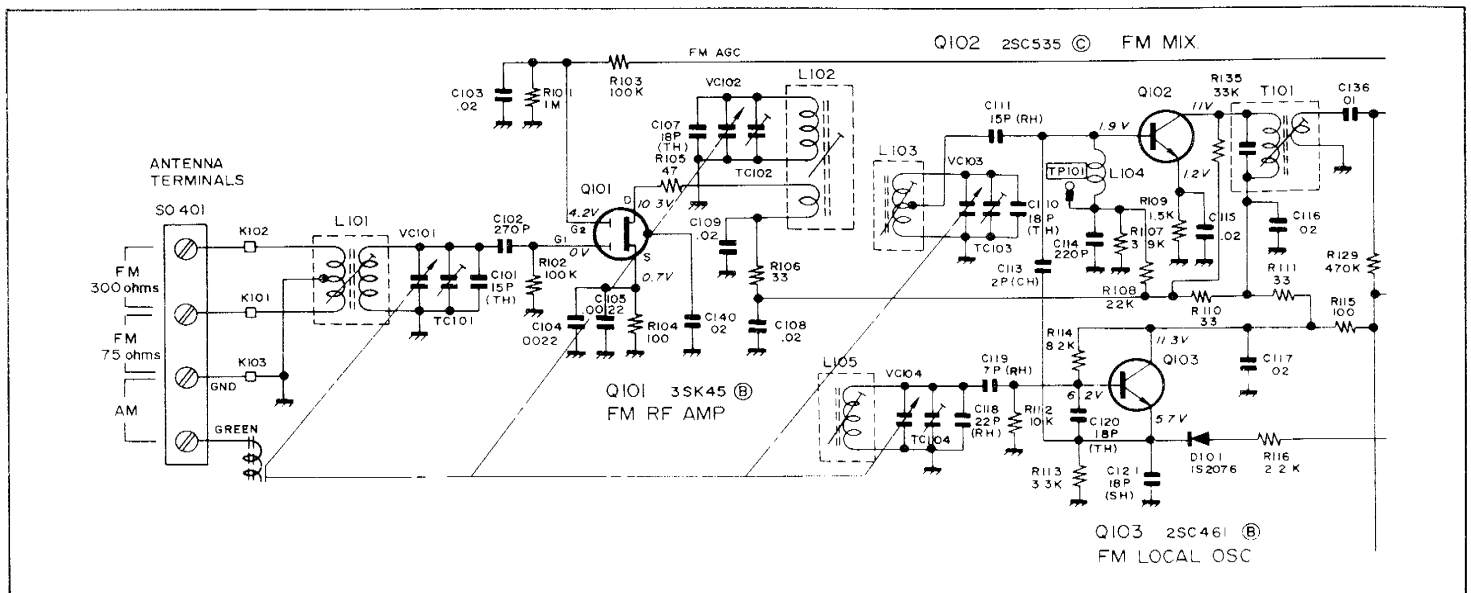 Q102 2SC535 Ⓒ FM MIX.
FM AGC
C103
.02
R101
1M
R103
100K
VC102
L102
C107
18P
(TH)
R105
47
TC102
Q101
D
10.3V
4.2V
G2
G1
0V
S
0.7V
C111
15P (RH)
Q102
11V
R135
33K
T101
C136
01
1.9V
1.2V
L103
VC103
TP101
L104
C110
18P
(TH)
TC103
C114
220P
R109
1.5K
R107
3.9K
C115
.02
C116
02
R129
470K
ANTENNA
TERMINALS
SO 401
K102
FM
300 ohms
K101
FM
75 ohms
K103
GND
AM
GREEN
L101
VC101
C101
15P
(TH)
TC101
C102
270P
R102
100K
C104
0022
C105
.0022
R104
100
C140
02
C109
.02
R106
33
C108
.02
C113
2P(CH)
R108
22K
R110
33
R111
33
R115
100
Q101 3SK45 Ⓑ
FM RF AMP
L105
VC104
C119
7P (RH)
TC104
C118
22P
(RH)
R112
10K
R114
8.2K
11.3V
Q103
6.2V
C120
18P
(TH)
5.7V
C117
02
R113
3.3K
C121
18P
(SH)
D101
1S2076
R116
2.2K
Q103 2SC461 Ⓑ
FM LOCAL OSC